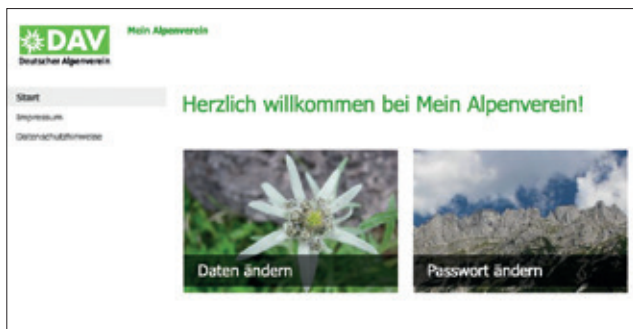 DAV
Deutscher Alpenverein
Mein Alpenverein
Start
Impressum
Datenschutzhinweise
Herzlich willkommen bei Mein Alpenverein!
Daten ändern
Passwort ändern